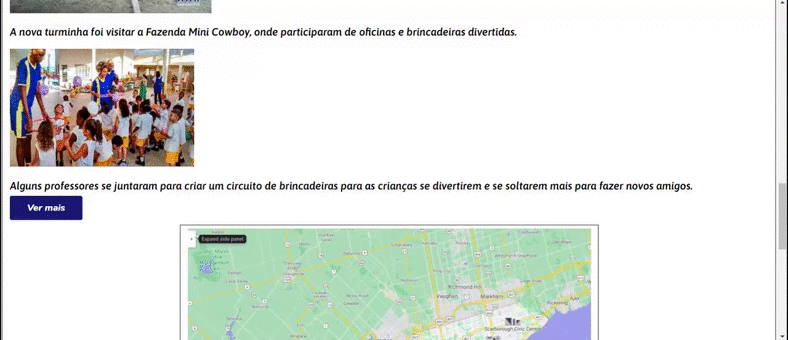 A nova turminha foi visitar a Fazenda Mini Cowboy, onde participaram de oficinas e brincadeiras divertidas.
Alguns professores se juntaram para criar um circuito de brincadeiras para as crianças se divertirem e se soltarem mais para fazer novos amigos.
Ver mais
Expand side panel
Richmond Hill
Vaughan
Markham
Pickering
Ajax
Scarborough Civic Centre
Brampton